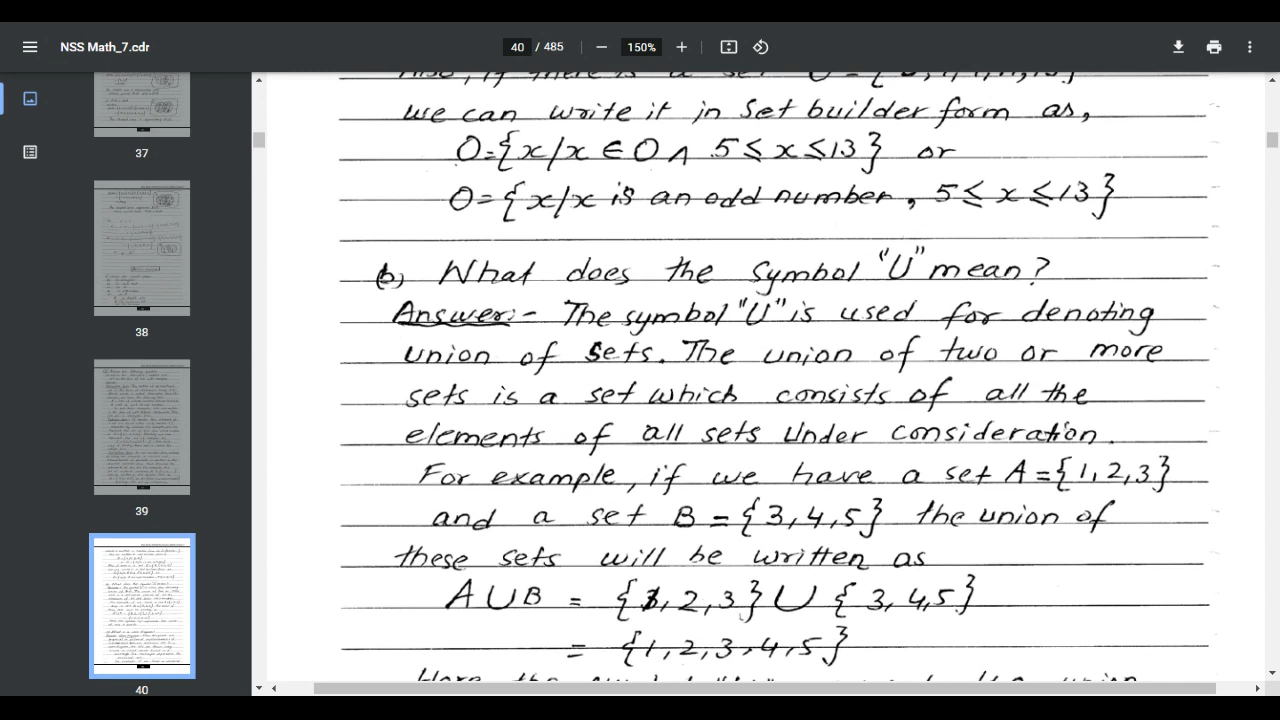 NSS Math_7.cdr
40 / 485
150%
we can write it in Set builder form as,
O={x/x ∈ O ∧ 5 ≤ x ≤ 13} or
O={x/x is an odd number, 5 ≤ x ≤ 13}
(b) What does the symbol "U" mean?
Answer:- The symbol "U" is used for denoting
union of sets. The union of two or more
sets is a set which consists of all the
elements of all sets under consideration.
For example, if we have a set A = {1, 2, 3}
and a set B = {3, 4, 5} the union of
these sets will be written as
A U B = {1, 2, 3} U {3, 4, 5}
= {1, 2, 3, 4, 5}
37
38
39
40